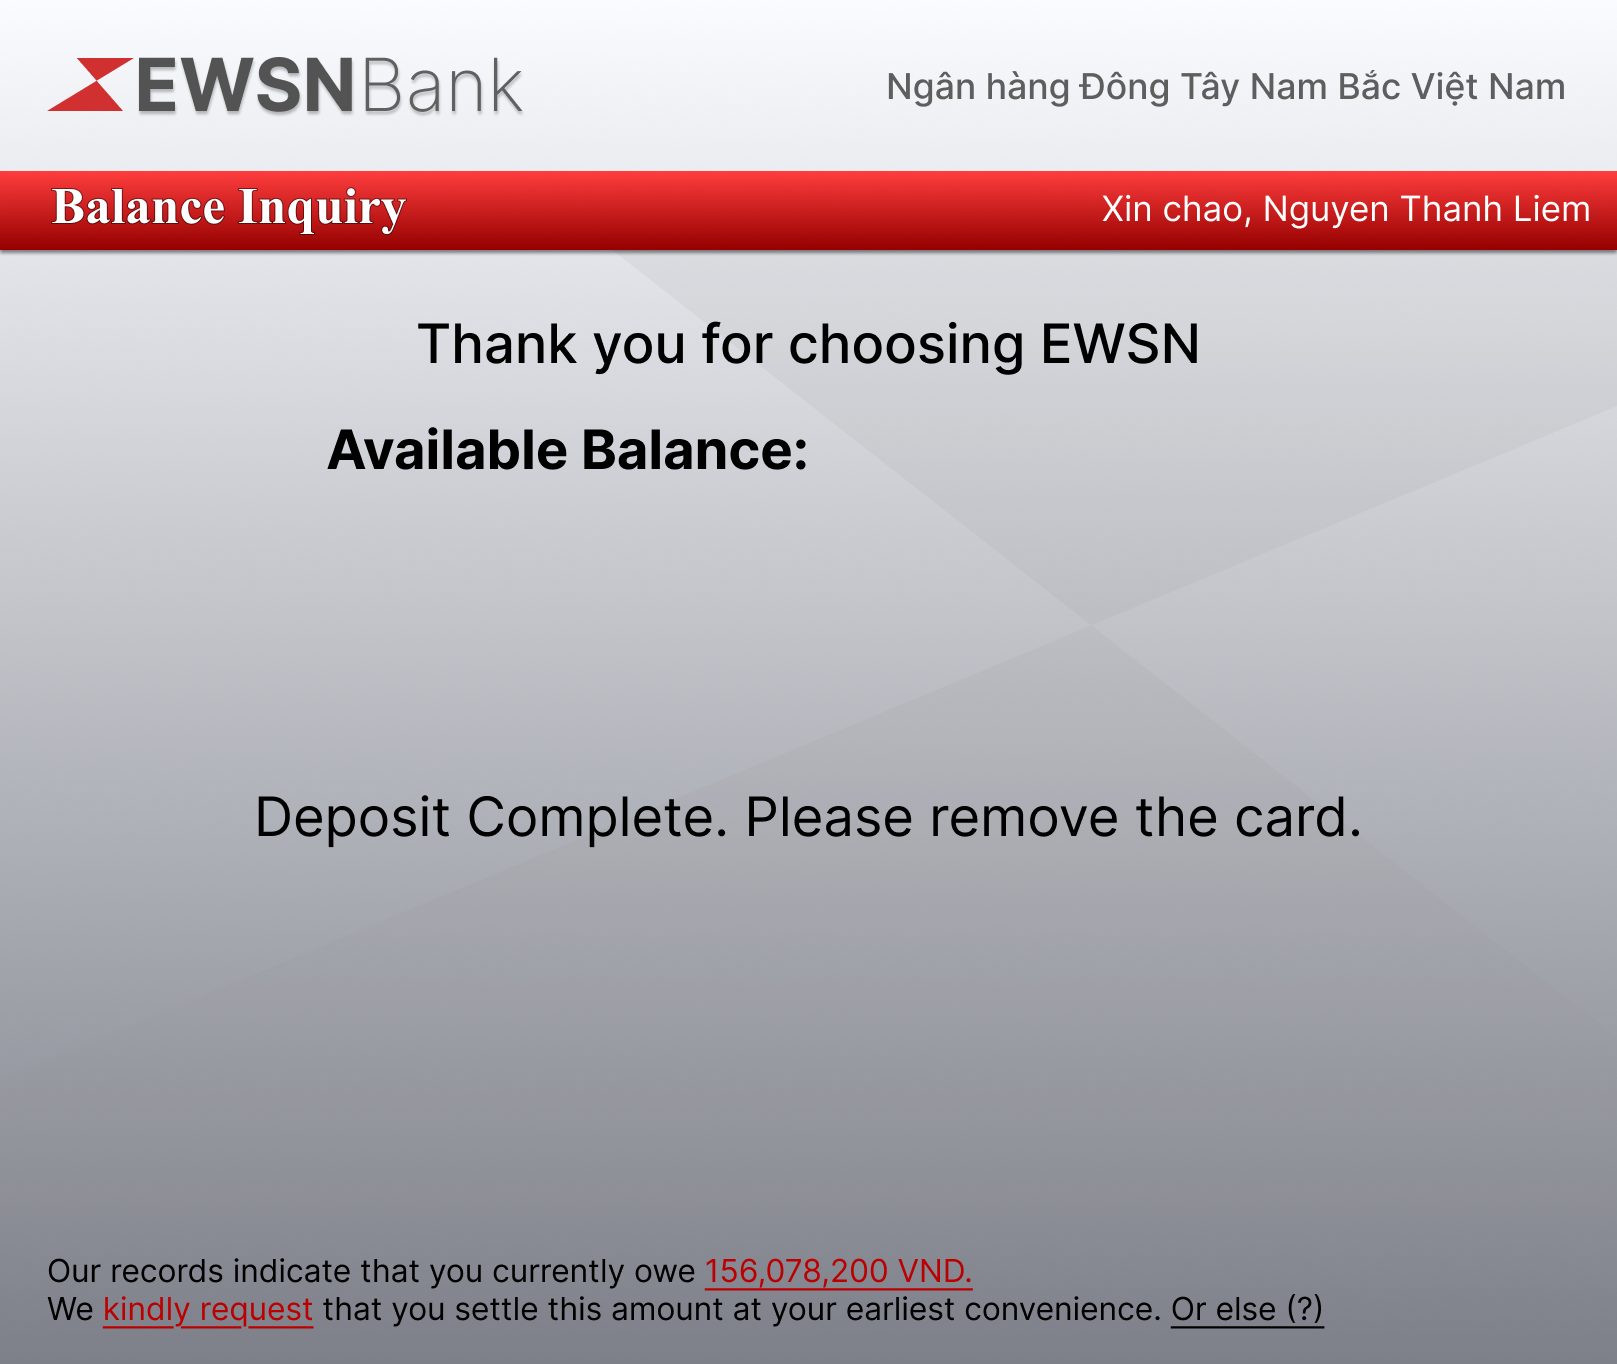 EWSNBank
Ngân hàng Đông Tây Nam Bắc Việt Nam
Balance Inquiry
Xin chao, Nguyen Thanh Liem
Thank you for choosing EWSN
Available Balance:
Deposit Complete. Please remove the card.
Our records indicate that you currently owe 156,078,200 VND.
We kindly request that you settle this amount at your earliest convenience. Or else (?)